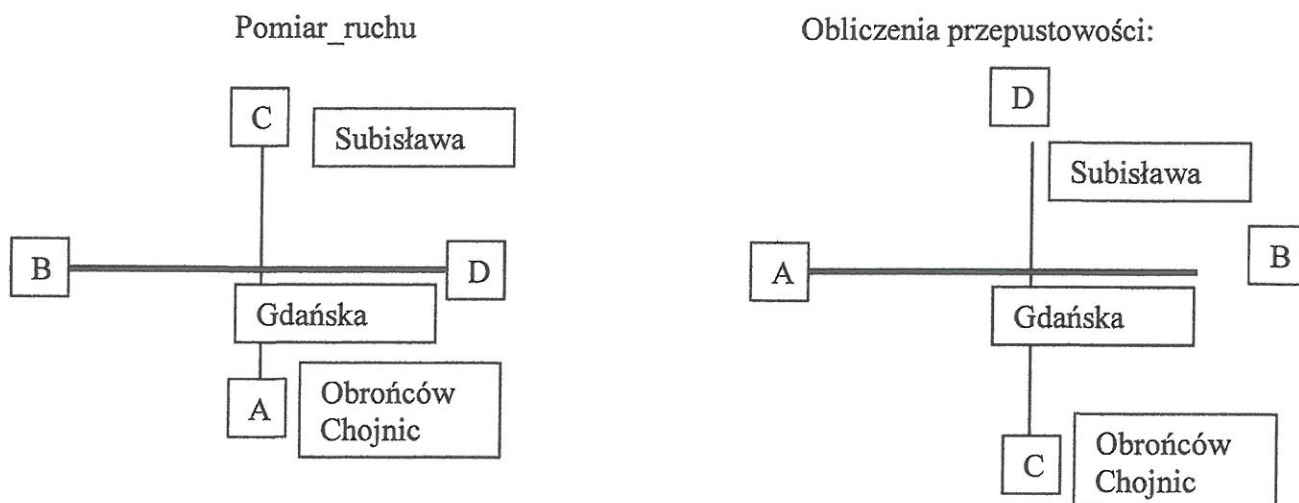 Pomiar_ruchu
C
Subisława
B
D
Gdańska
A
Obrońców
Chojnic
Obliczenia przepustowości:
D
Subisława
A
B
Gdańska
C
Obrońców
Chojnic